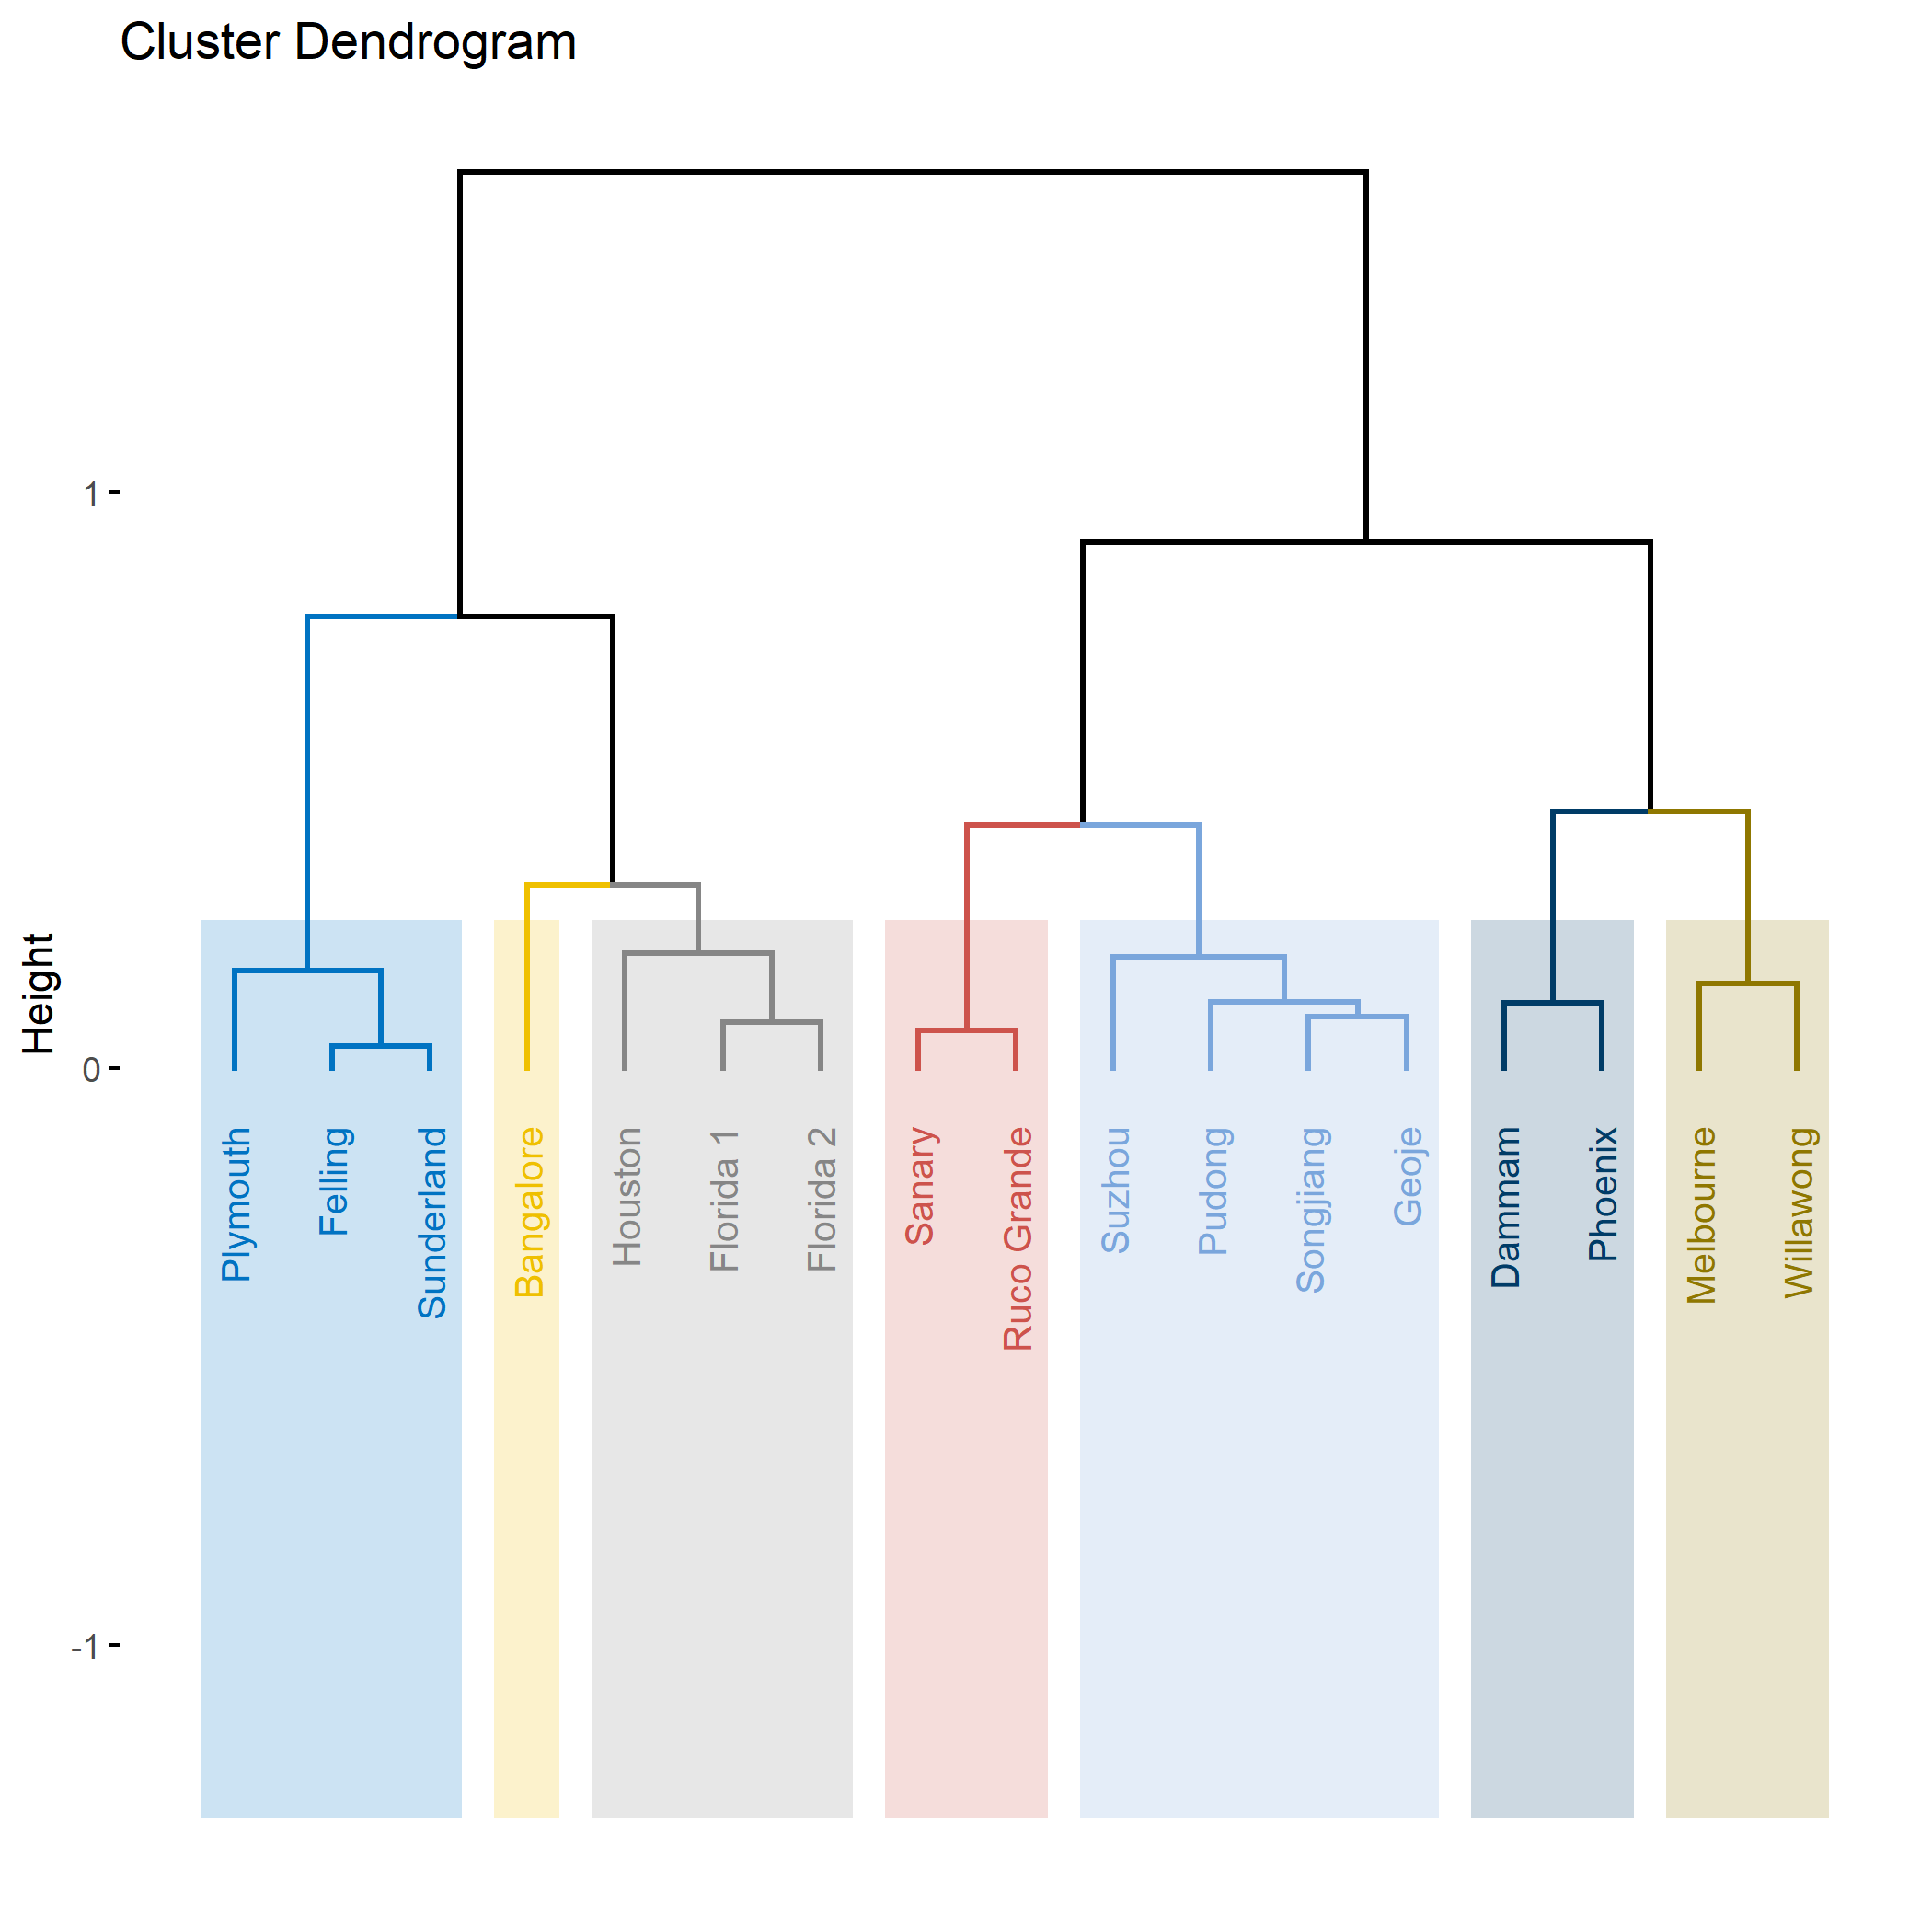 Cluster Dendrogram
Height
1
0
-1
Plymouth
Felling
Sunderland
Bangalore
Houston
Florida 1
Florida 2
Sanary
Ruco Grande
Suzhou
Pudong
Songjiang
Geoje
Dammam
Phoenix
Melbourne
Willawong